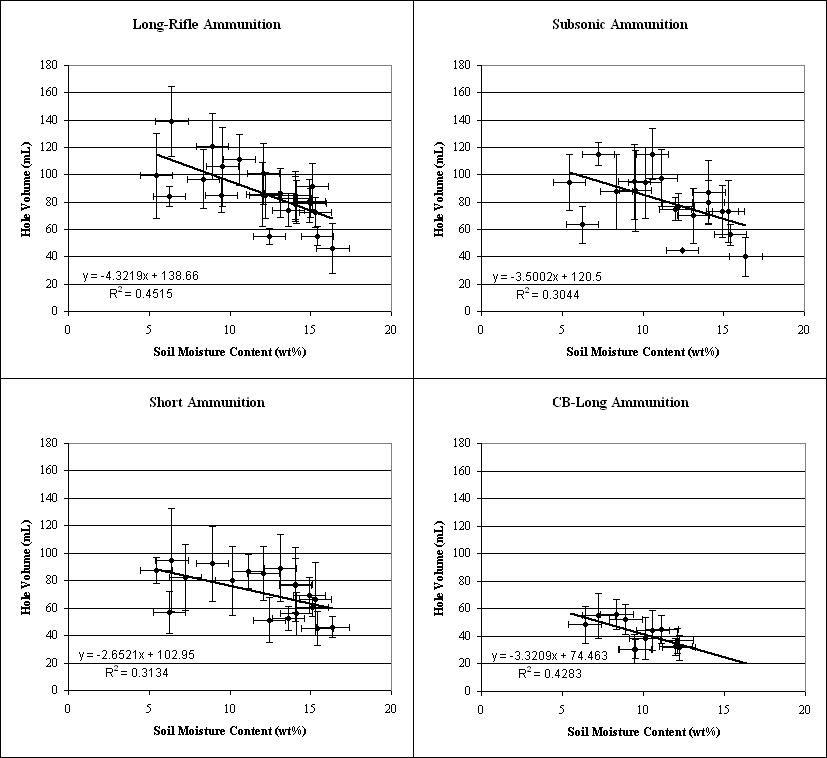 Long-Rifle Ammunition
180
160
140
120
100
80
60
40
20
0
Hole Volume (mL)
y = -4.3219x + 138.66
R2 = 0.4515
0 5 10 15 20
Soil Moisture Content (wt%)
Subsonic Ammunition
180
160
140
120
100
80
60
40
20
0
Hole Volume (mL)
y = -3.5002x + 120.5
R2 = 0.3044
0 5 10 15 20
Soil Moisture Content (wt%)
Short Ammunition
180
160
140
120
100
80
60
40
20
0
Hole Volume (mL)
y = -2.6521x + 102.95
R2 = 0.3134
0 5 10 15 20
Soil Moisture Content (wt%)
CB-Long Ammunition
180
160
140
120
100
80
60
40
20
0
Hole Volume (mL)
y = -3.3209x + 74.463
R2 = 0.4283
0 5 10 15 20
Soil Moisture Content (wt%)